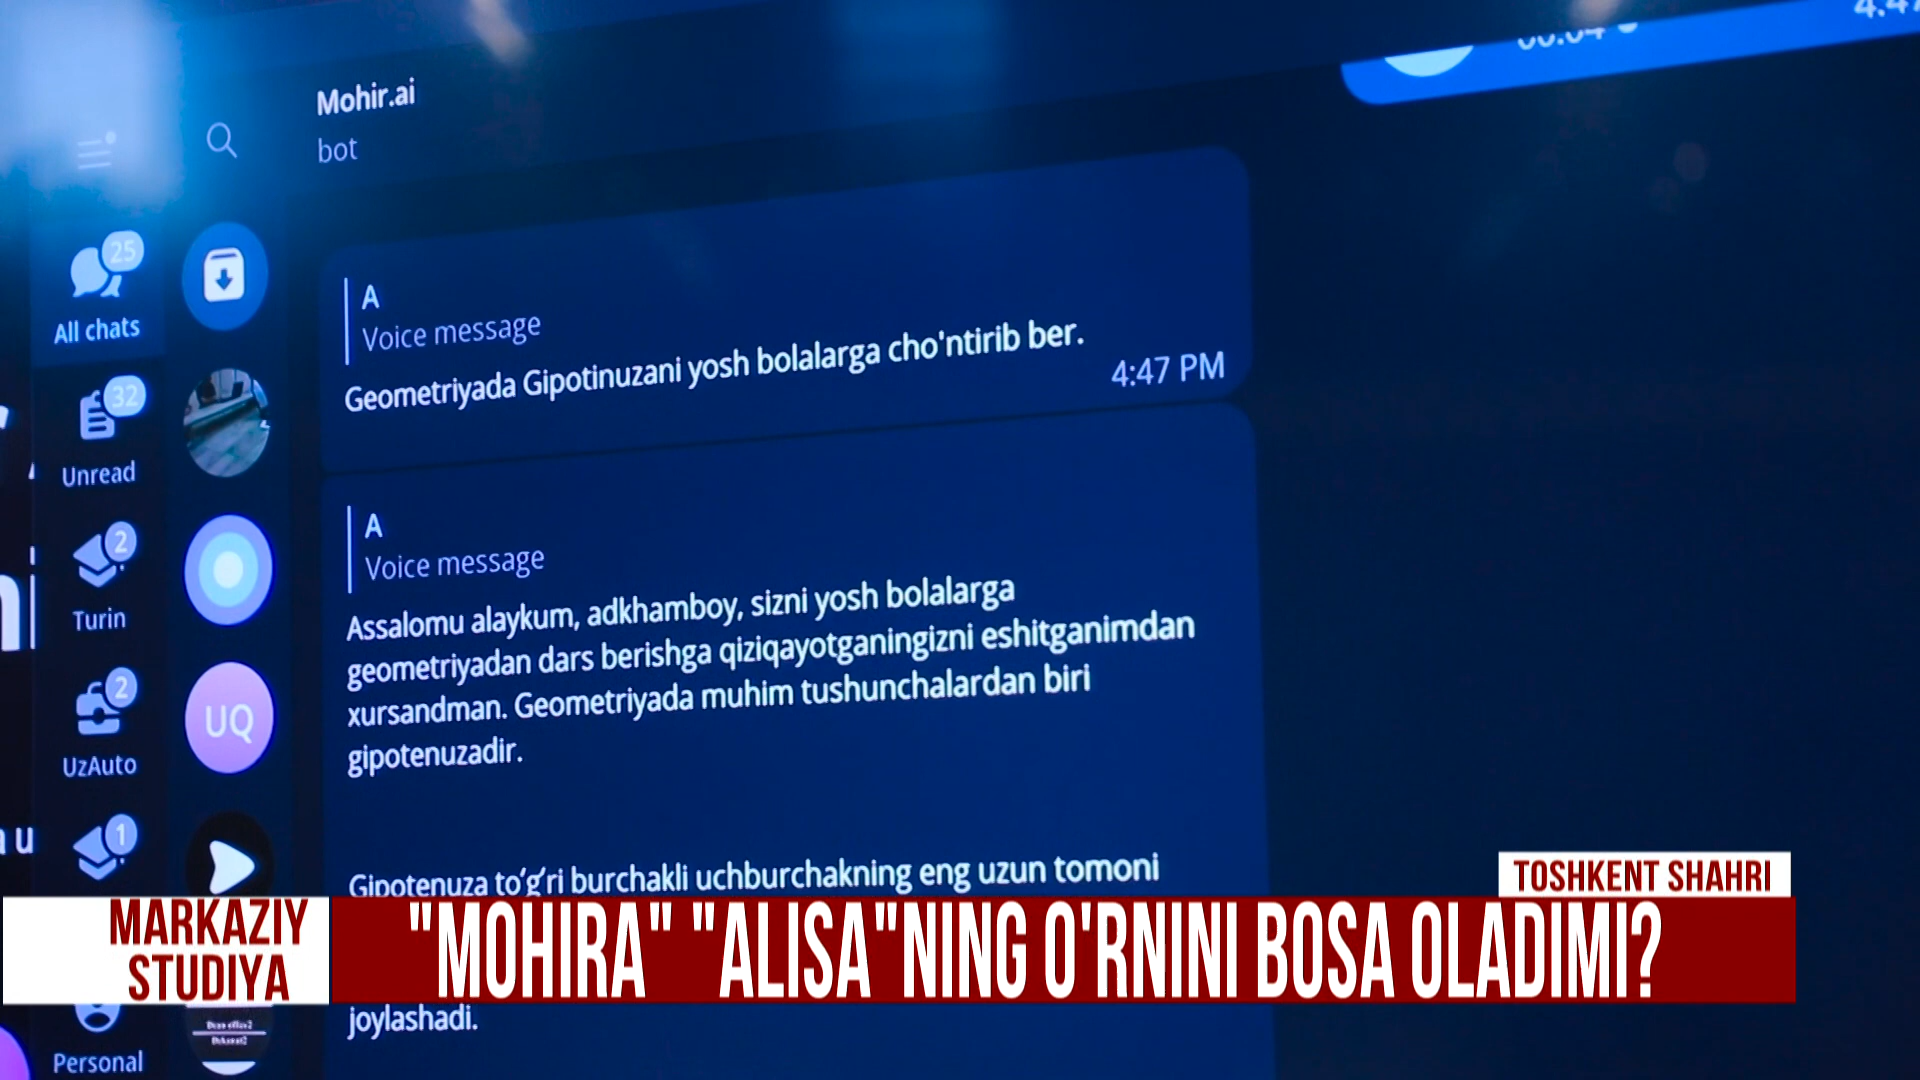 Mohir.ai
bot
25
All chats
32
Unread
2
Turin
2
UzAuto
1
Personal
UQ
A
Voice message
Geometriyada Gipotinuzani yosh bolalarga cho'ntirib ber.
4:47 PM
A
Voice message
Assalomu alaykum, adkhamboy, sizni yosh bolalarga
geometriyadan dars berishga qiziqayotganingizni eshitganimdan
xursandman. Geometriyada muhim tushunchalardan biri
gipotenuzadir.
Gipotenuza to‘g‘ri burchakli uchburchakning eng uzun tomoni
joylashadi.
TOSHKENT SHAHRI
MARKAZIY
STUDIYA
"MOHIRA" "ALISA"NING O'RNINI BOSA OLADIMI?